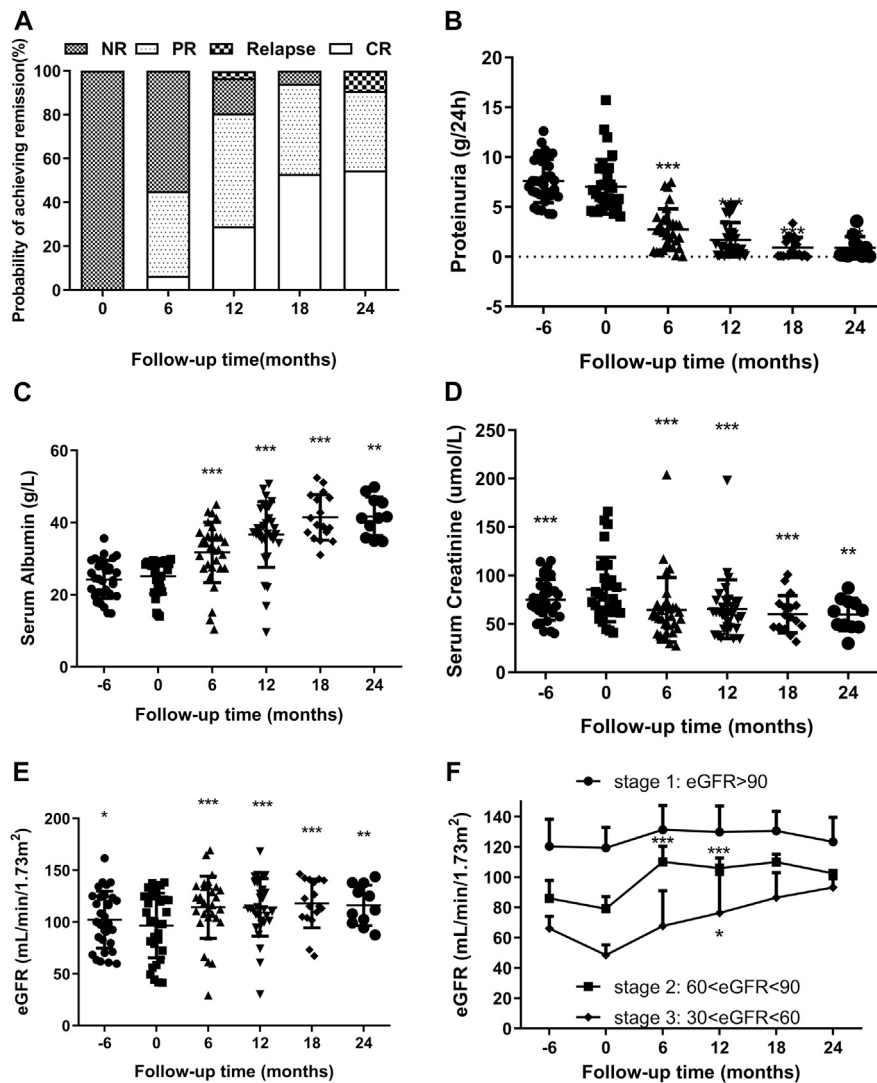 A
NR PR Relapse CR
Probability of achieving remission(%)
100
80
60
40
20
0
0 6 12 18 24
Follow-up time(months)
B
Proteinuria (g/24h)
20
15
10
5
0
-5
*** *** ***
-6 0 6 12 18 24
Follow-up time (months)
C
Serum Albumin (g/L)
60
40
20
0
*** *** *** **
-6 0 6 12 18 24
Follow-up time (months)
D
Serum Creatinine (umol/L)
250
200
150
100
50
0
*** *** *** *** **
-6 0 6 12 18 24
Follow-up time (months)
E
eGFR (mL/min/1.73m²)
200
150
100
50
0
* *** *** *** **
-6 0 6 12 18 24
Follow-up time (months)
F
stage 1: eGFR>90
eGFR (mL/min/1.73m²)
140
120
100
80
60
40
20
0
*** ***
*
stage 2: 60<eGFR<90
stage 3: 30<eGFR<60
-6 0 6 12 18 24
Follow-up time (months)